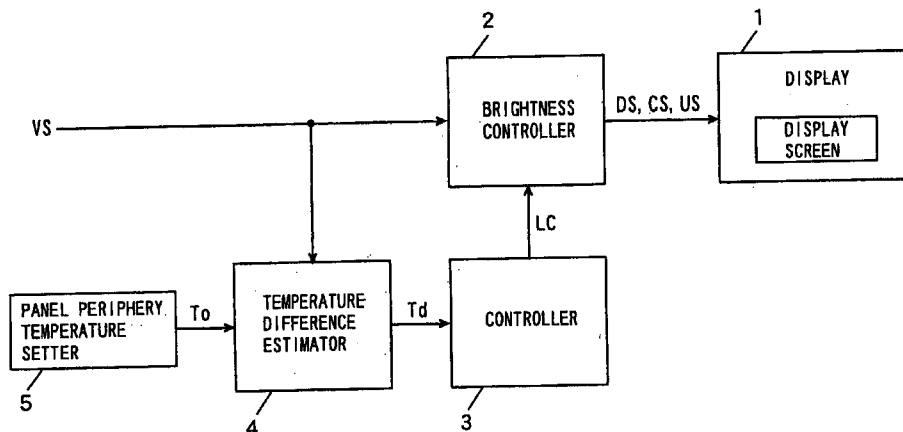 2
1
DISPLAY
DISPLAY
SCREEN
BRIGHTNESS
CONTROLLER
DS, CS, US
VS
LC
PANEL PERIPHERY
TEMPERATURE
SETTER
To
TEMPERATURE
DIFFERENCE
ESTIMATOR
Td
CONTROLLER
5
4
3